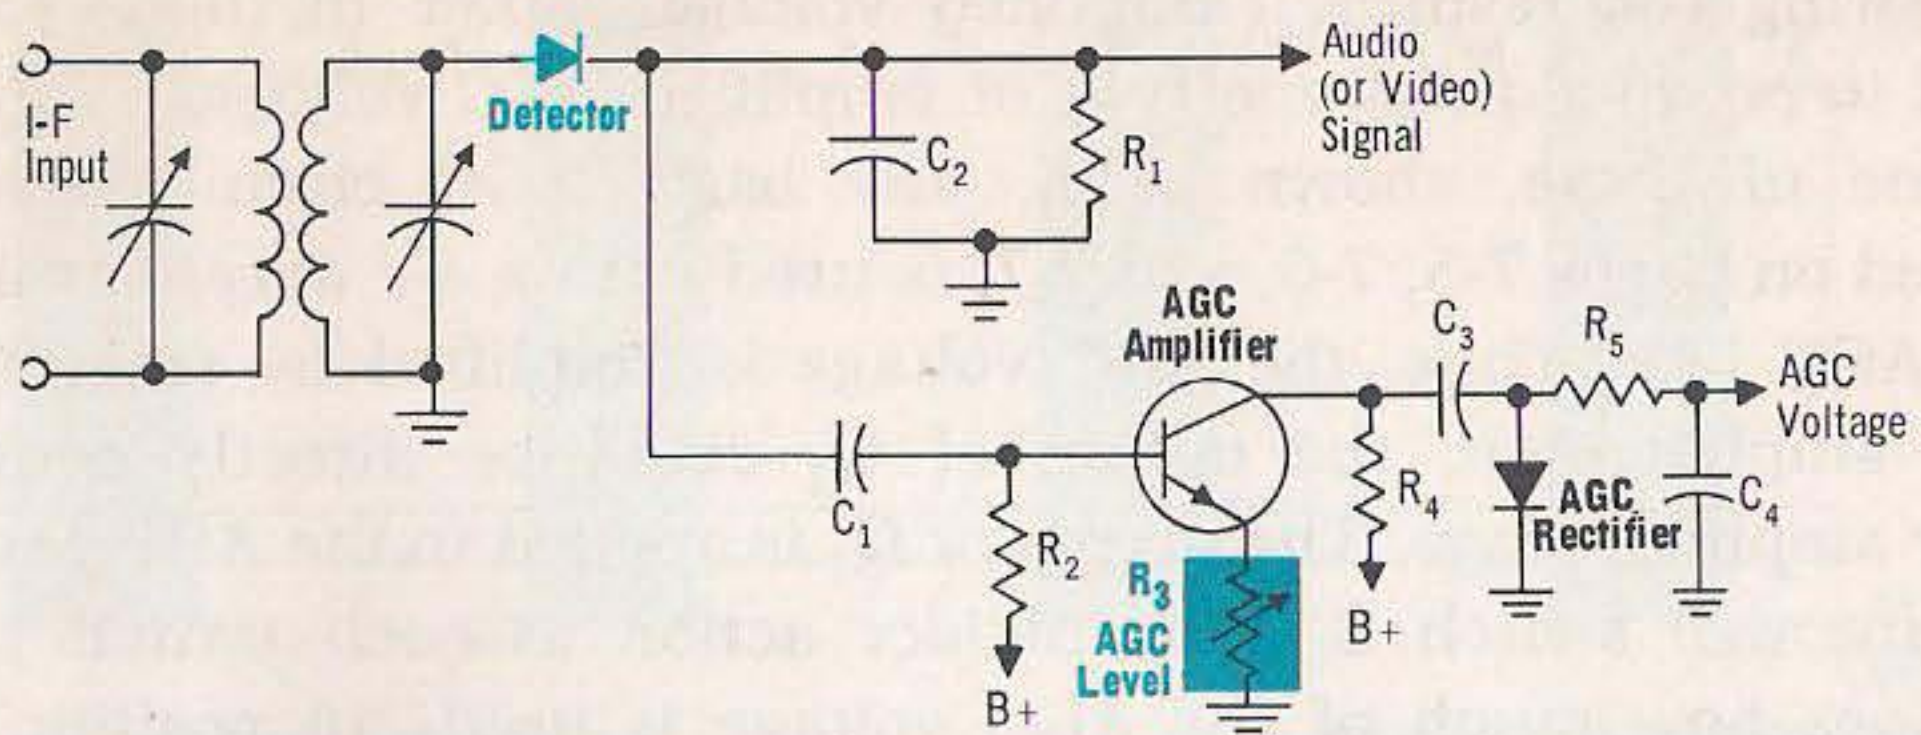 I-F
Input
Detector
C2
R1
Audio
(or Video)
Signal
AGC
Amplifier
C1
R2
B+
R3
AGC
Level
C3
R4
B+
R5
AGC
Rectifier
C4
AGC
Voltage